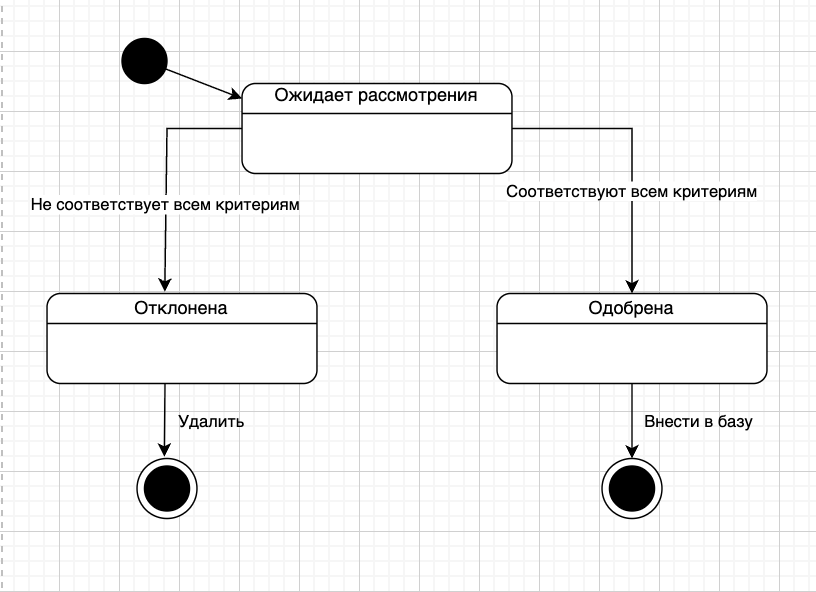 Ожидает рассмотрения
Соответствуют всем критериям
Не соответствует всем критериям
Отклонена
Одобрена
Удалить
Внести в базу